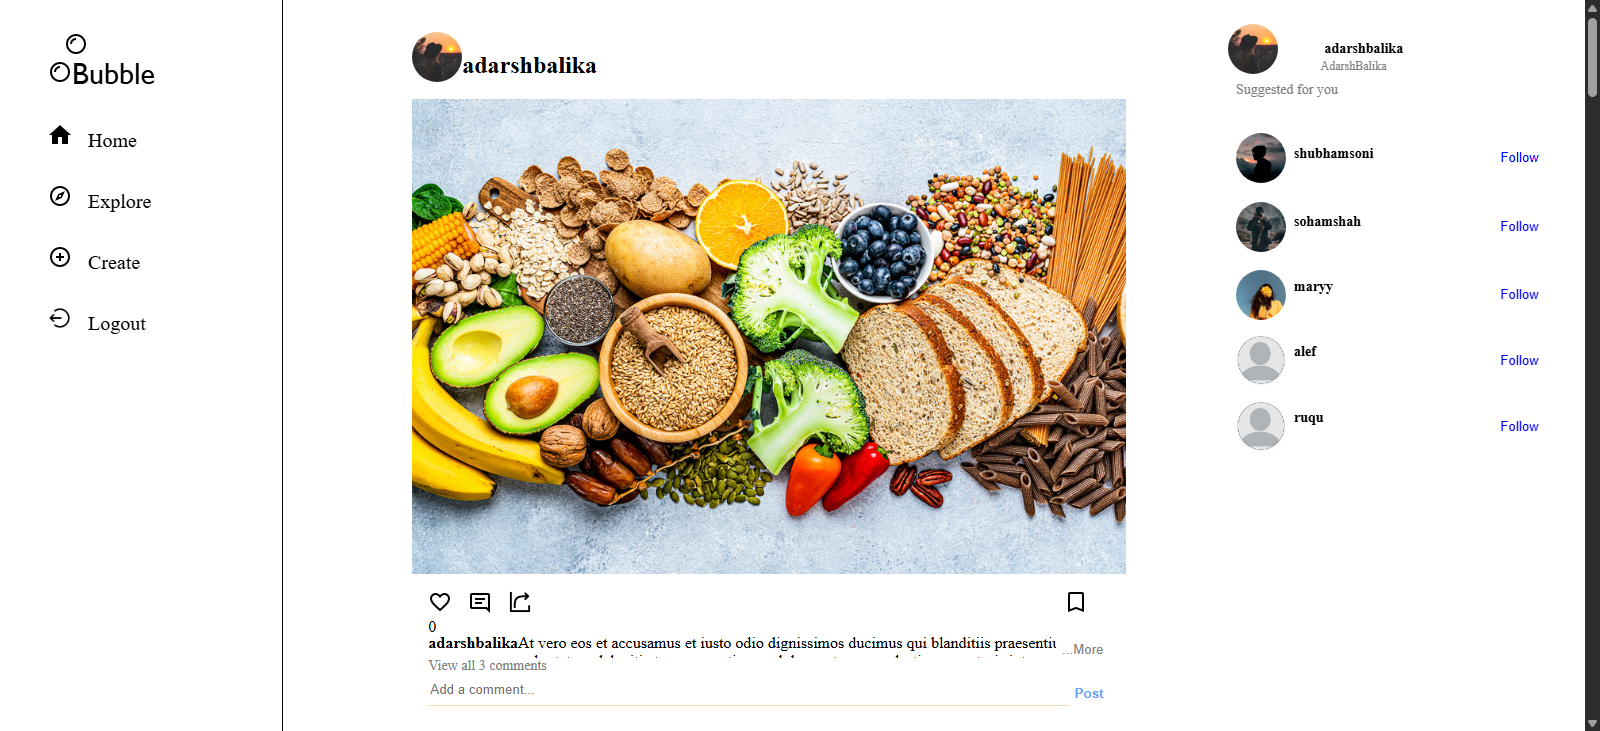 Bubble
Home
Explore
Create
Logout
adarshbalika
0
adarshbalikaAt vero eos et accusamus et iusto odio dignissimos ducimus qui blanditiis praesentiu
...More
View all 3 comments
Add a comment...
Post
adarshbalika
AdarshBalika
Suggested for you
shubhamsoni
Follow
sohamshah
Follow
maryy
Follow
alef
Follow
ruqu
Follow